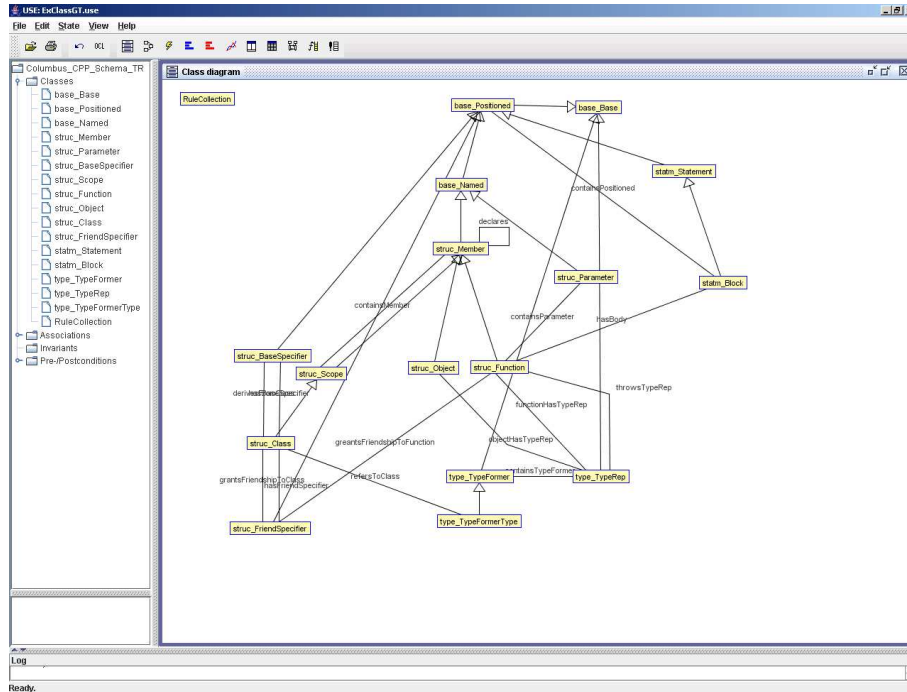 USE: ExClassGT.use
File Edit State View Help
OCL
Columbus_CPP_Schema_TR
Classes
base_Base
base_Positioned
base_Named
struc_Member
struc_Parameter
struc_BaseSpecifier
struc_Scope
struc_Function
struc_Object
struc_Class
struc_FriendSpecifier
statm_Statement
statm_Block
type_TypeFormer
type_TypeRep
type_TypeFormerType
RuleCollection
Associations
Invariants
Pre-/Postconditions
Class diagram
RuleCollection
base_Positioned
base_Base
statm_Statement
base_Named
containsPositioned
declares
struc_Member
struc_Parameter
statm_Block
containsMember
containsParameter
hasBody
struc_BaseSpecifier
struc_Scope
struc_Object
struc_Function
throwsTypeRep
functionHasTypeRep
struc_Class
greantsFriendshipToFunction
objectHasTypeRep
grantsFriendshipToClass
hasFriendSpecifier
refersToClass
type_TypeFormer
containsTypeFormer
type_TypeRep
struc_FriendSpecifier
type_TypeFormerType
Log
Ready.